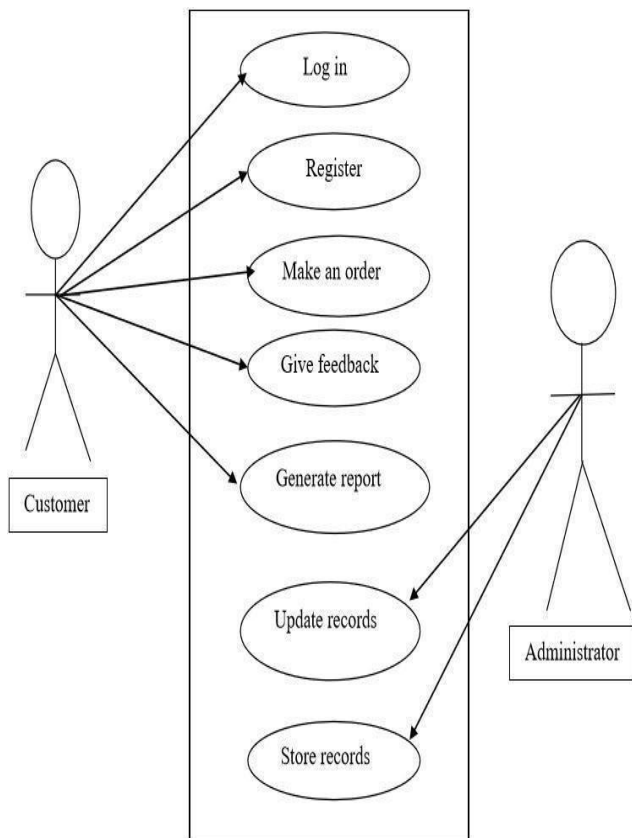 Log in
Register
Make an order
Give feedback
Generate report
Customer
Update records
Administrator
Store records